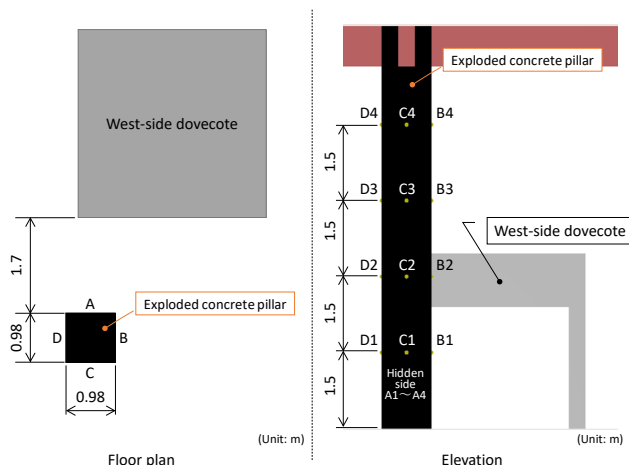 West-side dovecote
1.7
A
Exploded concrete pillar
0.98
D
B
C
0.98
(Unit: m)
Floor plan
Exploded concrete pillar
D4
C4
B4
1.5
D3
C3
B3
1.5
West-side dovecote
D2
C2
B2
1.5
D1
C1
B1
1.5
Hidden
side
A1～A4
(Unit: m)
Elevation